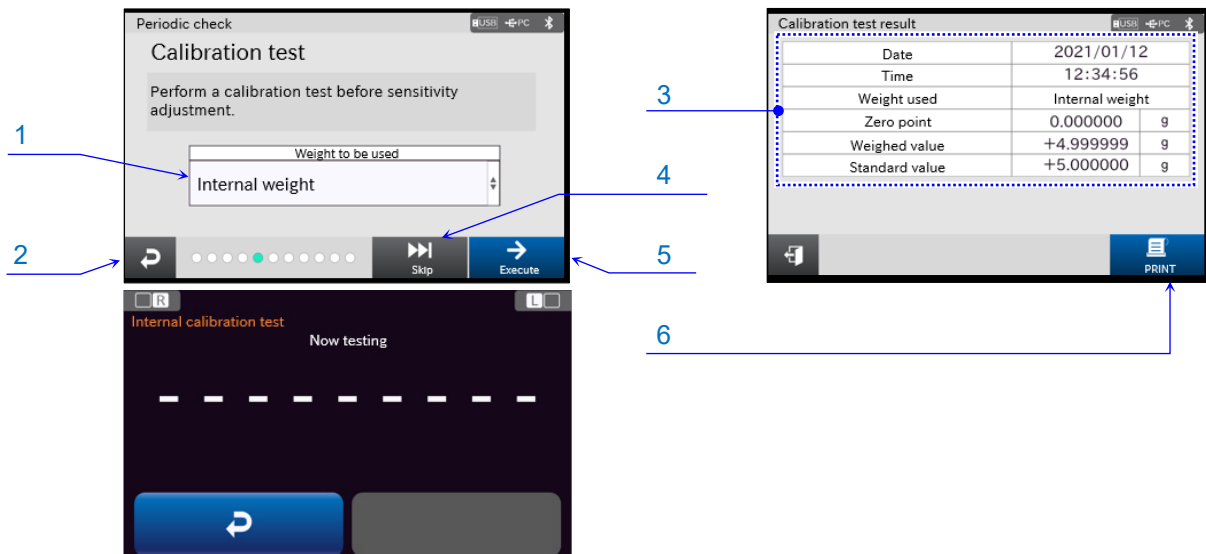 Periodic check
USB PC
Calibration test
Perform a calibration test before sensitivity
adjustment.
Weight to be used
Internal weight
Skip
Execute
1
2
4
5
R
L
Internal calibration test
Now testing
Calibration test result
USB PC
Date 2021/01/12
Time 12:34:56
Weight used Internal weight
Zero point 0.000000 g
Weighed value +4.999999 g
Standard value +5.000000 g
PRINT
3
6